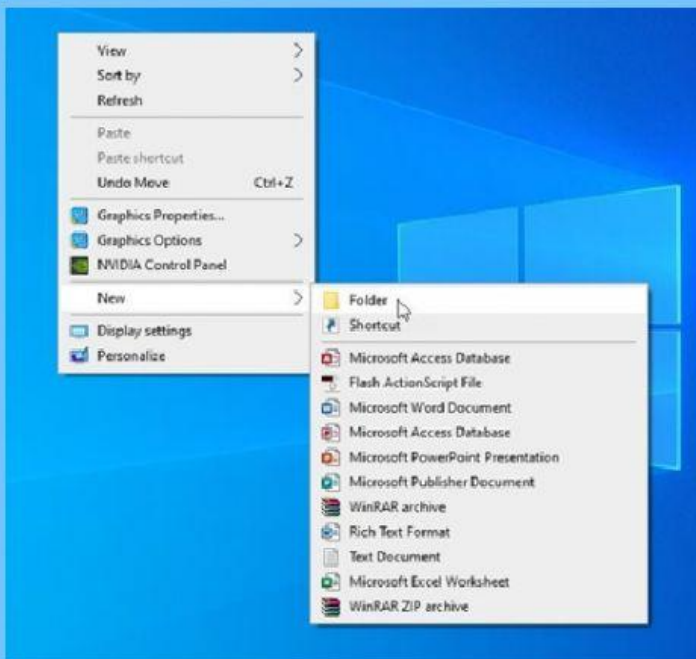 View
Sort by
Refresh
Paste
Paste shortcut
Undo Move Ctrl+Z
Graphics Properties...
Graphics Options
NVIDIA Control Panel
New
Display settings
Personalize
Folder
Shortcut
Microsoft Access Database
Flash ActionScript File
Microsoft Word Document
Microsoft Access Database
Microsoft PowerPoint Presentation
Microsoft Publisher Document
WinRAR archive
Rich Text Format
Text Document
Microsoft Excel Worksheet
WinRAR ZIP archive